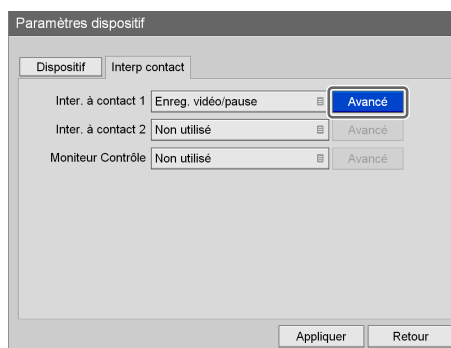 Paramètres dispositif
Dispositif Interp contact
Inter. à contact 1 Enreg. vidéo/pause Avancé
Inter. à contact 2 Non utilisé Avancé
Moniteur Contrôle Non utilisé Avancé
Appliquer Retour